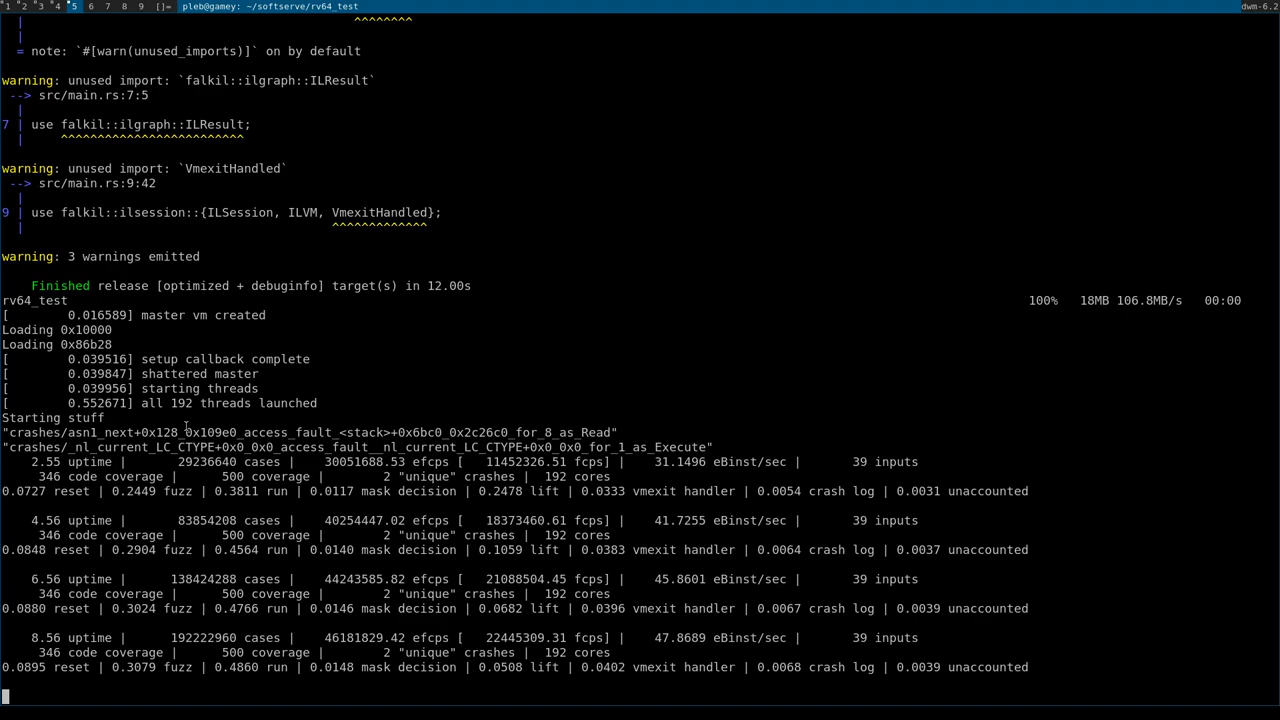 1 2 3 4 5 6 7 8 9 []= pleb@gamey: ~/softserve/rv64_test dwm-6.2
| ^^^^^^^^
|
= note: `#[warn(unused_imports)]` on by default
warning: unused import: `falkil::ilgraph::ILResult`
--> src/main.rs:7:5
|
7 | use falkil::ilgraph::ILResult;
| ^^^^^^^^^^^^^^^^^^^^^^^^^
warning: unused import: `VmexitHandled`
--> src/main.rs:9:42
|
9 | use falkil::ilsession::{ILSession, ILVM, VmexitHandled};
| ^^^^^^^^^^^^^
warning: 3 warnings emitted
Finished release [optimized + debuginfo] target(s) in 12.00s
rv64_test 100% 18MB 106.8MB/s 00:00
[ 0.016589] master vm created
Loading 0x10000
Loading 0x86b28
[ 0.039516] setup callback complete
[ 0.039847] shattered master
[ 0.039956] starting threads
[ 0.552671] all 192 threads launched
Starting stuff
"crashes/asn1_next+0x128_0x109e0_access_fault_<stack>+0x6bc0_0x2c26c0_for_8_as_Read"
"crashes/_nl_current_LC_CTYPE+0x0_0x0_access_fault__nl_current_LC_CTYPE+0x0_0x0_for_1_as_Execute"
2.55 uptime | 29236640 cases | 30051688.53 efcps [ 11452326.51 fcps] | 31.1496 eBinst/sec | 39 inputs
346 code coverage | 500 coverage | 2 "unique" crashes | 192 cores
0.0727 reset | 0.2449 fuzz | 0.3811 run | 0.0117 mask decision | 0.2478 lift | 0.0333 vmexit handler | 0.0054 crash log | 0.0031 unaccounted
4.56 uptime | 83854208 cases | 40254447.02 efcps [ 18373460.61 fcps] | 41.7255 eBinst/sec | 39 inputs
346 code coverage | 500 coverage | 2 "unique" crashes | 192 cores
0.0848 reset | 0.2904 fuzz | 0.4564 run | 0.0140 mask decision | 0.1059 lift | 0.0383 vmexit handler | 0.0064 crash log | 0.0037 unaccounted
6.56 uptime | 138424288 cases | 44243585.82 efcps [ 21088504.45 fcps] | 45.8601 eBinst/sec | 39 inputs
346 code coverage | 500 coverage | 2 "unique" crashes | 192 cores
0.0880 reset | 0.3024 fuzz | 0.4766 run | 0.0146 mask decision | 0.0682 lift | 0.0396 vmexit handler | 0.0067 crash log | 0.0039 unaccounted
8.56 uptime | 192222960 cases | 46181829.42 efcps [ 22445309.31 fcps] | 47.8689 eBinst/sec | 39 inputs
346 code coverage | 500 coverage | 2 "unique" crashes | 192 cores
0.0895 reset | 0.3079 fuzz | 0.4860 run | 0.0148 mask decision | 0.0508 lift | 0.0402 vmexit handler | 0.0068 crash log | 0.0039 unaccounted